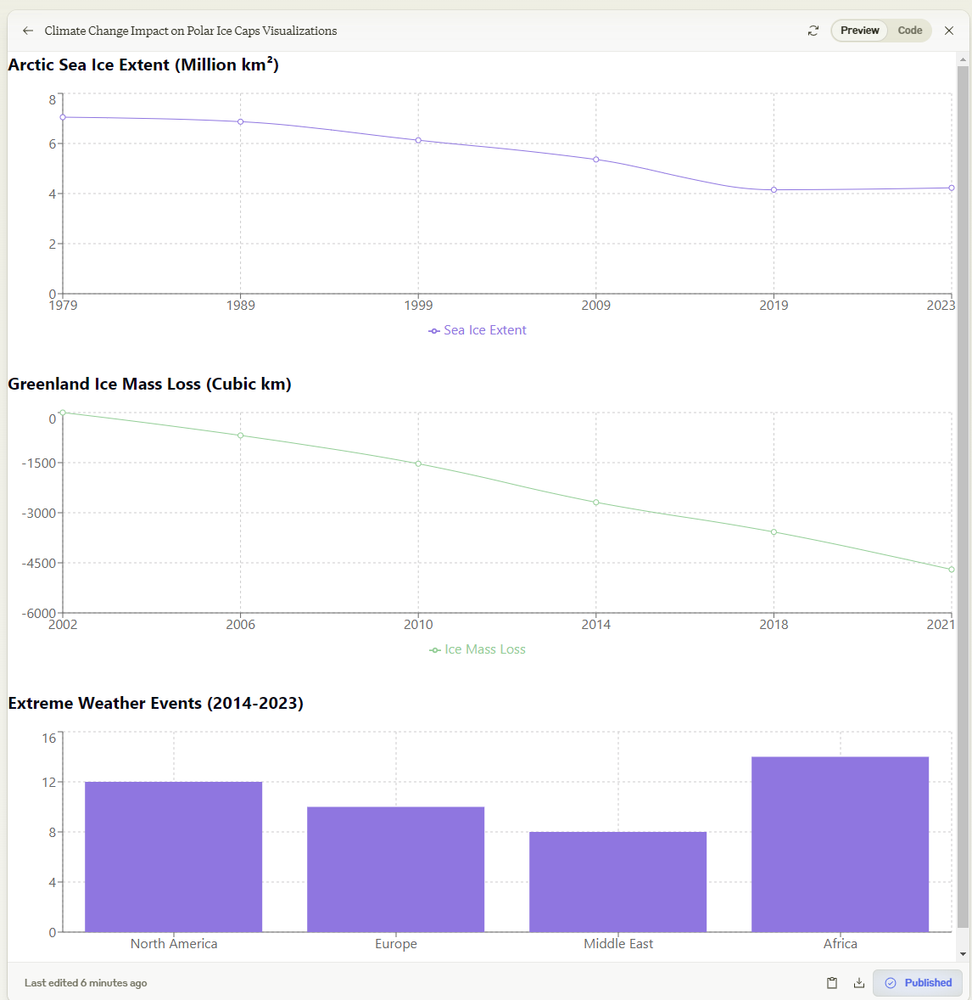 Climate Change Impact on Polar Ice Caps Visualizations
Preview Code
Arctic Sea Ice Extent (Million km²)
8
6
4
2
0
1979 1989 1999 2009 2019 2023
Sea Ice Extent
Greenland Ice Mass Loss (Cubic km)
0
-1500
-3000
-4500
-6000
2002 2006 2010 2014 2018 2021
Ice Mass Loss
Extreme Weather Events (2014-2023)
16
12
8
4
0
North America Europe Middle East Africa
Last edited 6 minutes ago Published